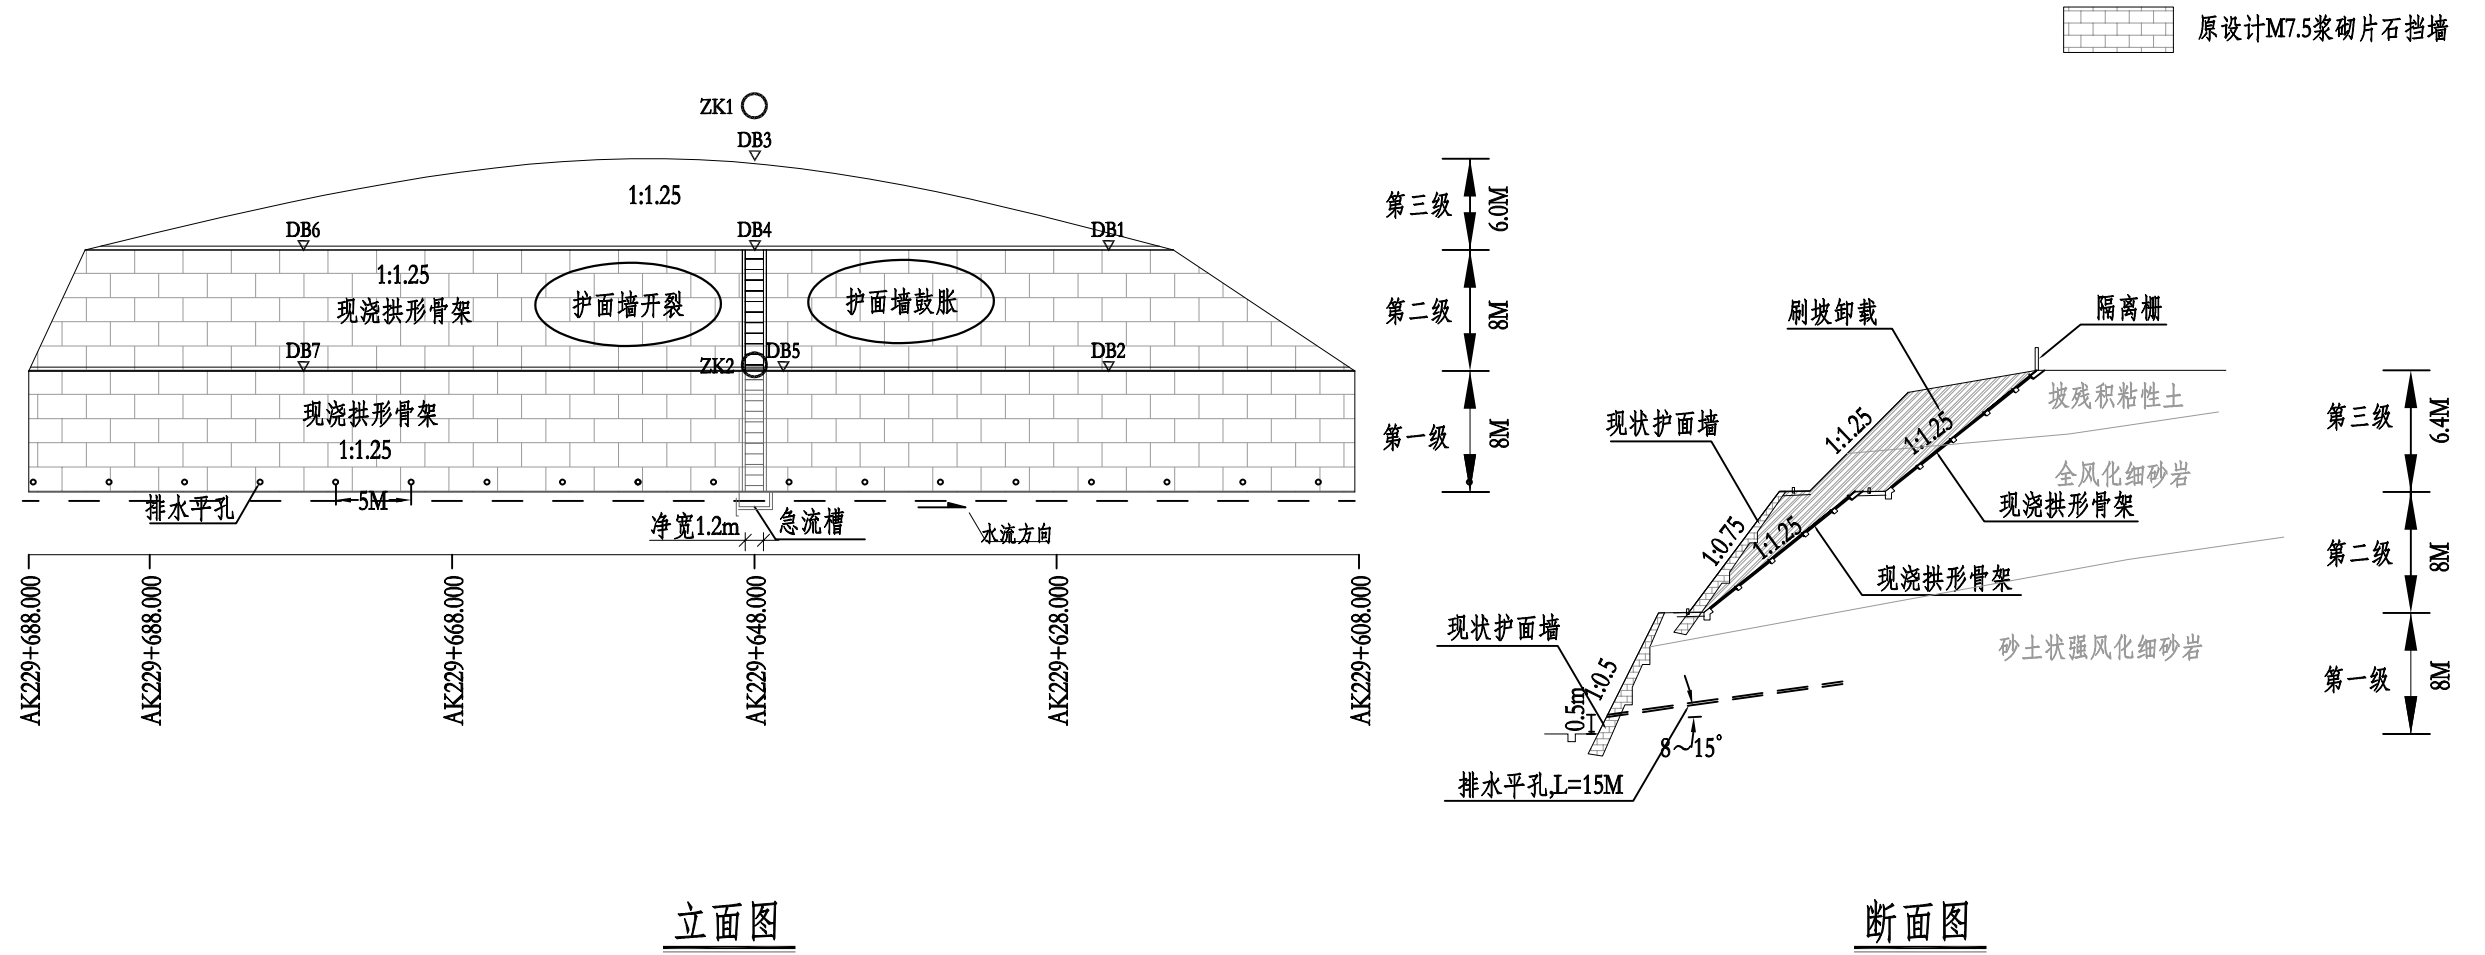 原设计M7.5浆砌片石挡墙
ZK1
DB3
1:1.25
DB6
DB4
DB1
1:1.25
现浇拱形骨架
护面墙开裂
护面墙鼓胀
DB7
ZK2
DB5
DB2
现浇拱形骨架
1:1.25
排水平孔
5M
净宽1.2m
急流槽
水流方向
AK229+688.000
AK229+688.000
AK229+668.000
AK229+648.000
AK229+628.000
AK229+608.000
第三级
6.0M
第二级
8M
第一级
8M
立面图
刷坡卸载
隔离栅
现状护面墙
1:1.25
1:1.25
坡残积粘性土
全风化细砂岩
现浇拱形骨架
1:0.75
1:1.25
现浇拱形骨架
现状护面墙
砂土状强风化细砂岩
1:0.5
0.5m
8～15°
排水平孔,L=15M
第三级
6.4M
第二级
8M
第一级
8M
断面图